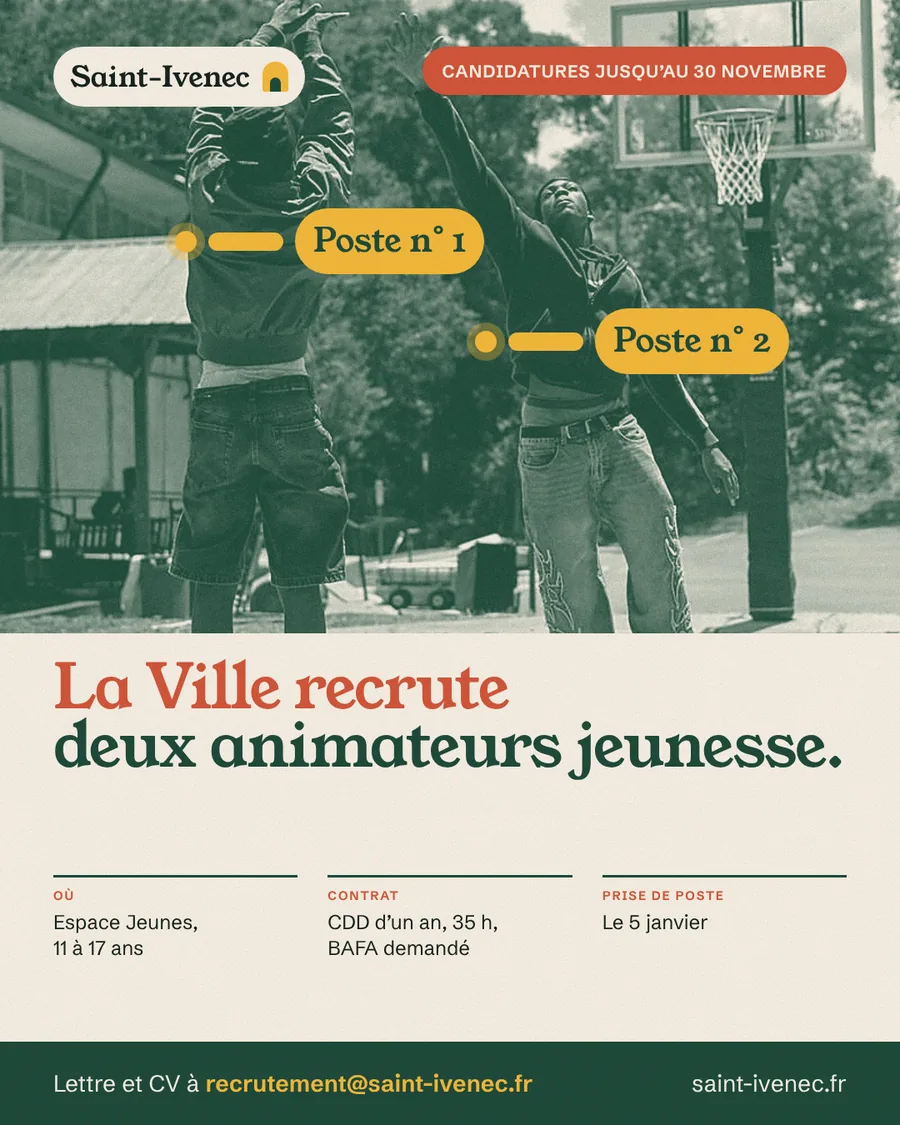 Saint-Ivenec
CANDIDATURES JUSQU'AU 30 NOVEMBRE
Poste n° 1
Poste n° 2
La Ville recrute
deux animateurs jeunesse.
OÙ
Espace Jeunes,
11 à 17 ans
CONTRAT
CDD d'un an, 35 h,
BAFA demandé
PRISE DE POSTE
Le 5 janvier
Lettre et CV à recrutement@saint-ivenec.fr
saint-ivenec.fr